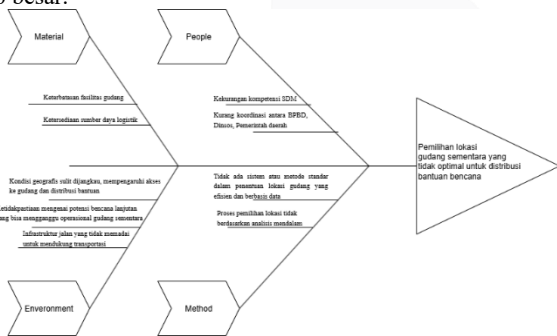 besar.
Material
People
Keterbatasan fasilitas gudang
Ketersediaan sumber daya logistik
Kekurangan kompetensi SDM
Kurang koordinasi antara BPBD,
Dinsos, Pemerintah daerah
Pemilihan lokasi
gudang sementara yang
tidak optimal untuk distribusi
bantuan bencana
Kondisi geografis sulit dijangkau, mempengaruhi akses
ke gudang dan distribusi bantuan
etidakpastiaan mengenai potensi bencana lanjutan
ang bisa mengganggu operasional gudang sementara
Infrastruktur jalan yang tidak memadai
untuk mendukung transportasi
Tidak ada sistem atau metode standar
dalam penentuan lokasi gudang yang
efisien dan berbasis data
Proses pemilihan lokasi tidak
berdasarkan analisis mendalam
Enveronment
Method